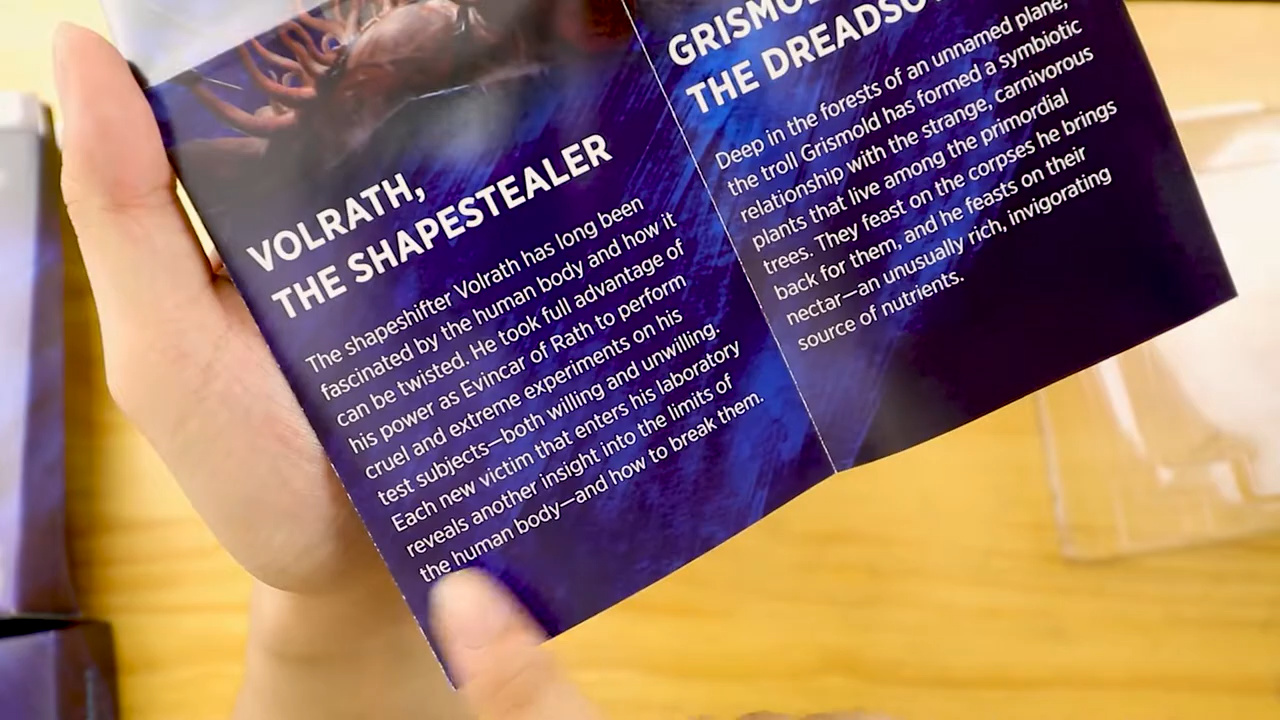 VOLRATH,
THE SHAPESTEALER
The shapeshifter Volrath has long been
fascinated by the human body and how it
can be twisted. He took full advantage of
his power as Evincar of Rath to perform
cruel and extreme experiments on his
test subjects—both willing and unwilling.
Each new victim that enters his laboratory
reveals another insight into the limits of
the human body—and how to break them.
THE
Deep in the forests of an unnamed plane,
the troll Grismold has formed a symbiotic
relationship with the strange, carnivorous
plants that live among the primordial
trees. They feast on the corpses he brings
back for them, and he feasts on their
nectar—an unusually rich, invigorating
source of nutrients.